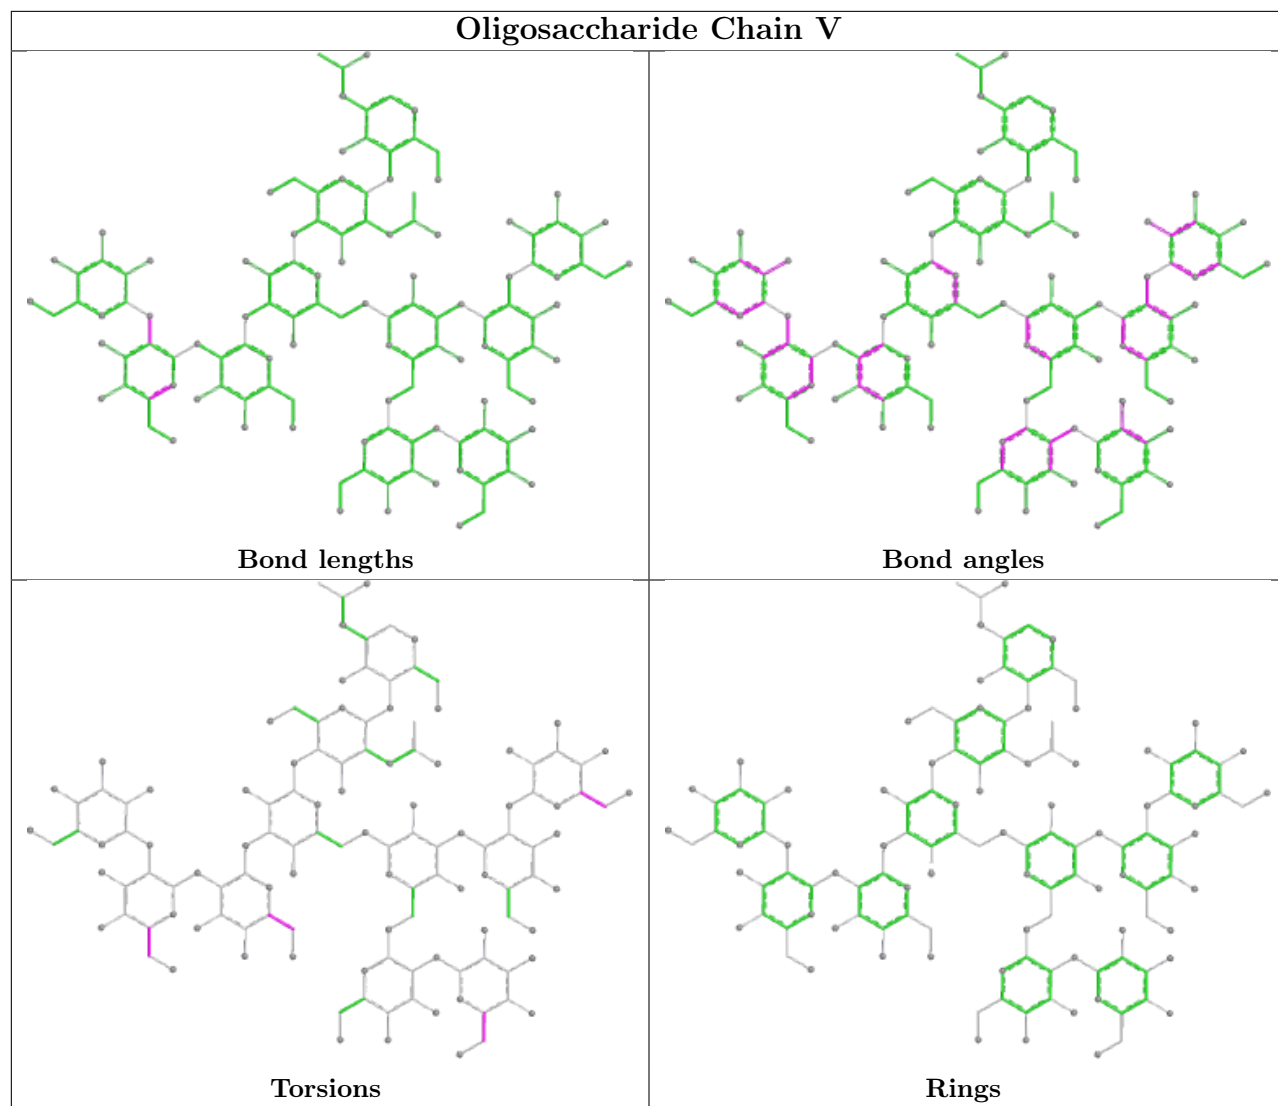 Oligosaccharide Chain V
Bond lengths
Bond angles
Torsions
Rings